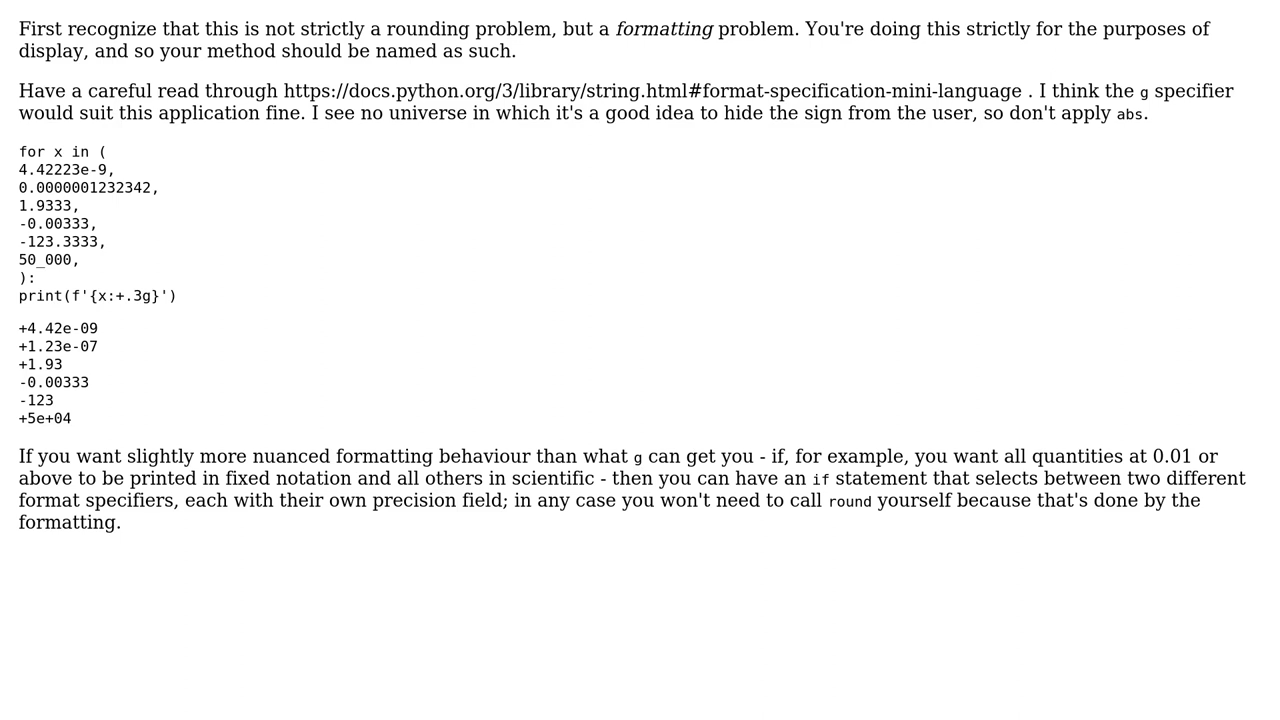 First recognize that this is not strictly a rounding problem, but a formatting problem. You're doing this strictly for the purposes of
display, and so your method should be named as such.
Have a careful read through https://docs.python.org/3/library/string.html#format-specification-mini-language . I think the g specifier
would suit this application fine. I see no universe in which it's a good idea to hide the sign from the user, so don't apply abs.
for x in (
4.42223e-9,
0.0000001232342,
1.9333,
-0.00333,
-123.3333,
50_000,
):
print(f'{x:+.3g}')
+4.42e-09
+1.23e-07
+1.93
-0.00333
-123
+5e+04
If you want slightly more nuanced formatting behaviour than what g can get you - if, for example, you want all quantities at 0.01 or
above to be printed in fixed notation and all others in scientific - then you can have an if statement that selects between two different
format specifiers, each with their own precision field; in any case you won't need to call round yourself because that's done by the
formatting.